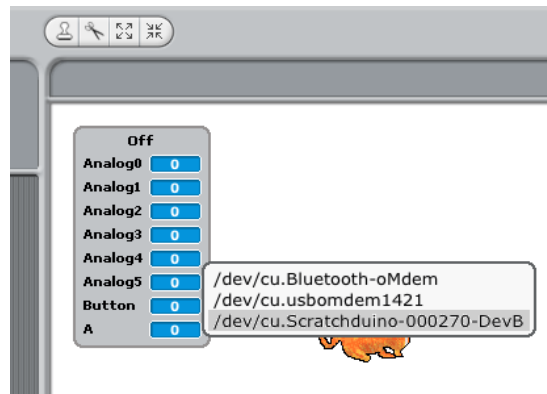 Off
Analog0 0
Analog1 0
Analog2 0
Analog3 0
Analog4 0
Analog5 0
Button 0
A 0
/dev/cu.Bluetooth-oMdem
/dev/cu.usbomdem1421
/dev/cu.Scratchduino-000270-DevB